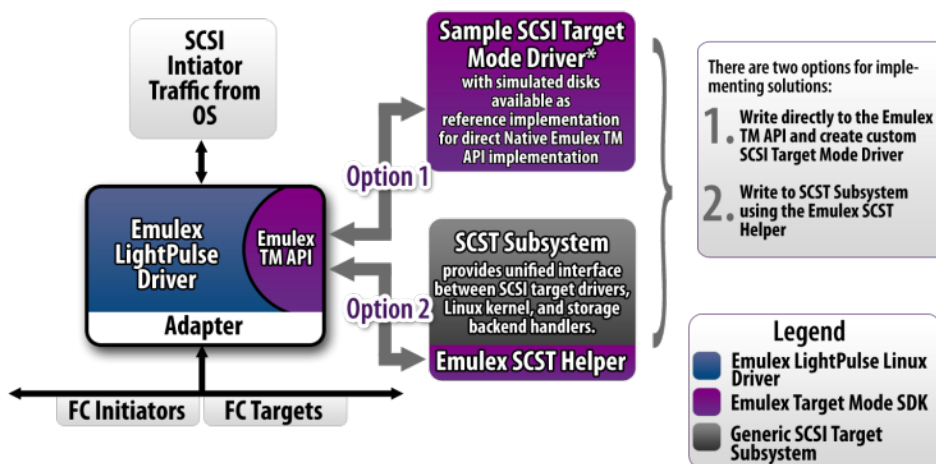 SCSI
Intiator
Traffic from
OS
Sample SCSI Target
Mode Driver*
with simulated disks
available as
reference implementation
for direct Native Emulex TM
API implementation
There are two options for imple-
menting solutions:
1. Write directly to the Emulex
TM API and create custom
SCSI Target Mode Driver
2. Write to SCST Subsystem
using the Emulex SCST
Helper
Option 1
Emulex
LightPulse
Driver
Emulex
TM API
Adapter
Option 2
SCST Subsystem
provides unified interface
between SCSI target drivers,
Linux kernel, and storage
backend handlers.
Emulex SCST Helper
FC Initiators
FC Targets
Legend
Emulex LightPulse Linux
Driver
Emulex Target Mode SDK
Generic SCSI Target
Subsystem